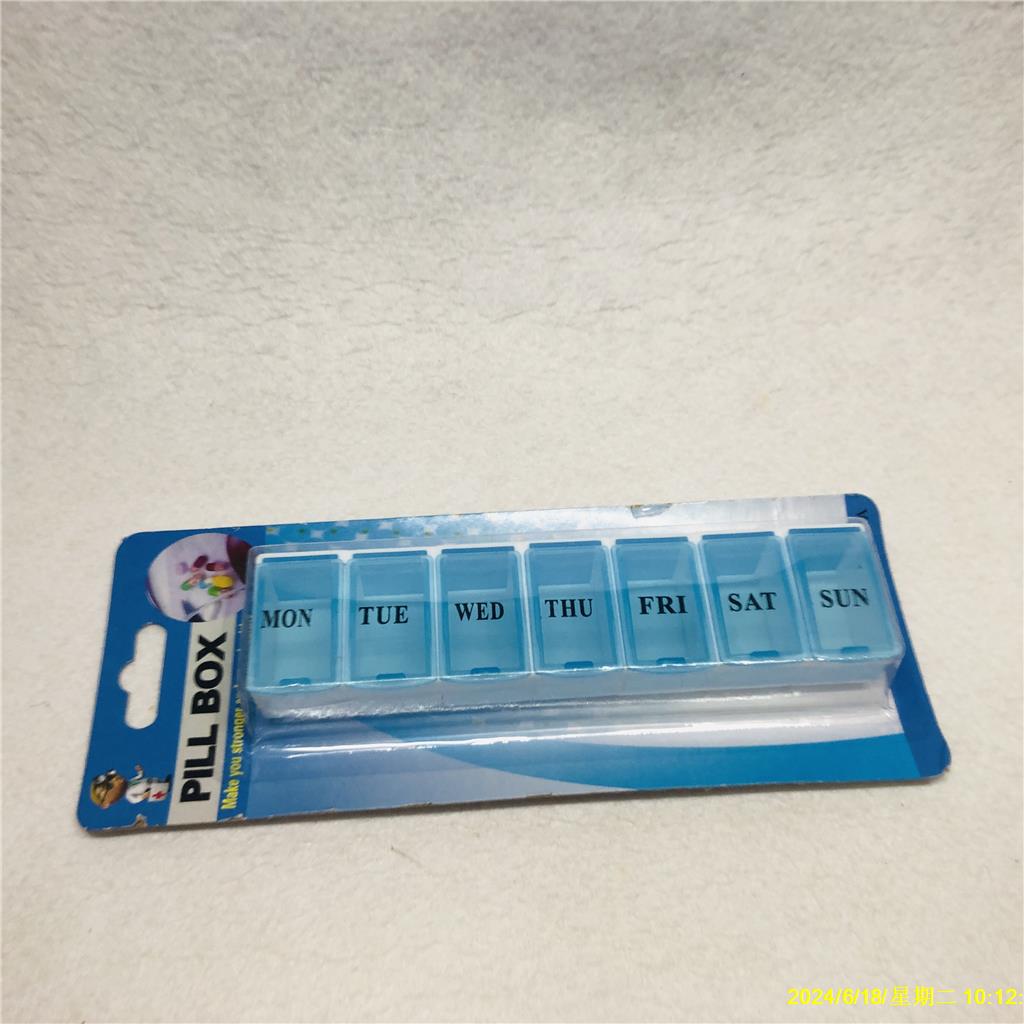 PILL BOX
Make you stronger
MON TUE WED THU FRI SAT SUN
2024/6/18/星期二 10:12: